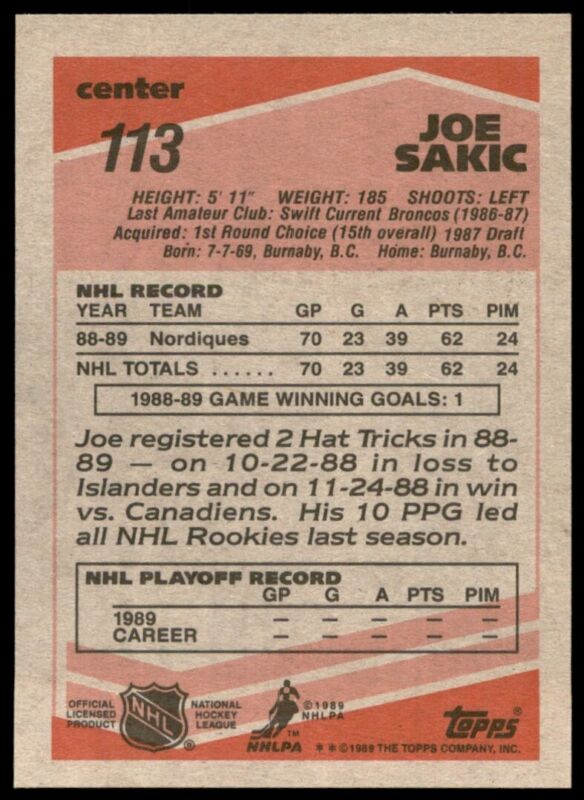 center
113
JOE
SAKIC
HEIGHT: 5' 11" WEIGHT: 185 SHOOTS: LEFT
Last Amateur Club: Swift Current Broncos (1986-87)
Acquired: 1st Round Choice (15th overall) 1987 Draft
Born: 7-7-69, Burnaby, B.C. Home: Burnaby, B.C.
NHL RECORD
YEAR TEAM GP G A PTS PIM
88-89 Nordiques 70 23 39 62 24
NHL TOTALS ...... 70 23 39 62 24
1988-89 GAME WINNING GOALS: 1
Joe registered 2 Hat Tricks in 88-
89 — on 10-22-88 in loss to
Islanders and on 11-24-88 in win
vs. Canadiens. His 10 PPG led
all NHL Rookies last season.
NHL PLAYOFF RECORD
GP G A PTS PIM
1989 – – – – –
CAREER – – – – –
OFFICIAL
LICENSED
PRODUCT
NHL
®
NATIONAL
HOCKEY
LEAGUE
TM
NHLPA
©1989
NHLPA
topps®
**©1989 THE TOPPS COMPANY, INC.